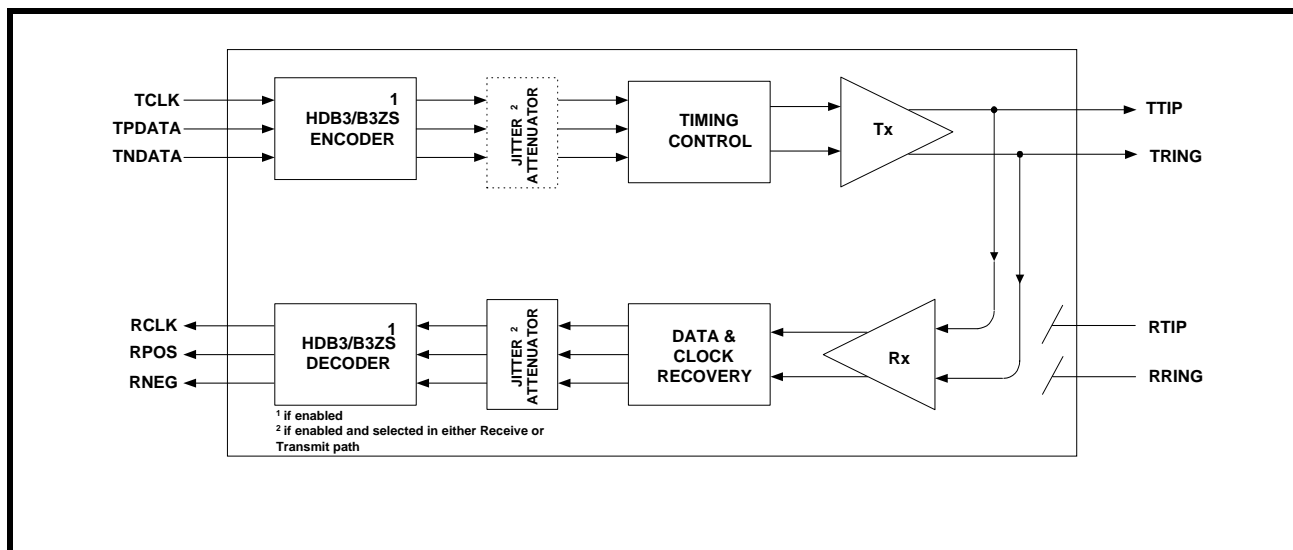 TCLK
TPDATA
TNDATA
1
HDB3/B3ZS
ENCODER
JITTER 2
ATTENUATOR
TIMING
CONTROL
Tx
TTIP
TRING
RCLK
RPOS
RNEG
1
HDB3/B3ZS
DECODER
JITTER 2
ATTENUATOR
DATA &
CLOCK
RECOVERY
Rx
RTIP
RRING
1 if enabled
2 if enabled and selected in either Receive or
Transmit path